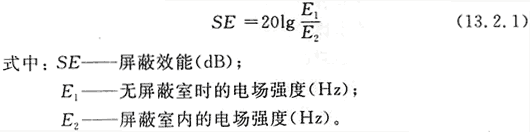 SE = 20lg E₁/E₂ (13.2.1)
式中：SE——屏蔽效能(dB)；
E₁——无屏蔽室时的电场强度(Hz)；
E₂——屏蔽室内的电场强度(Hz)。